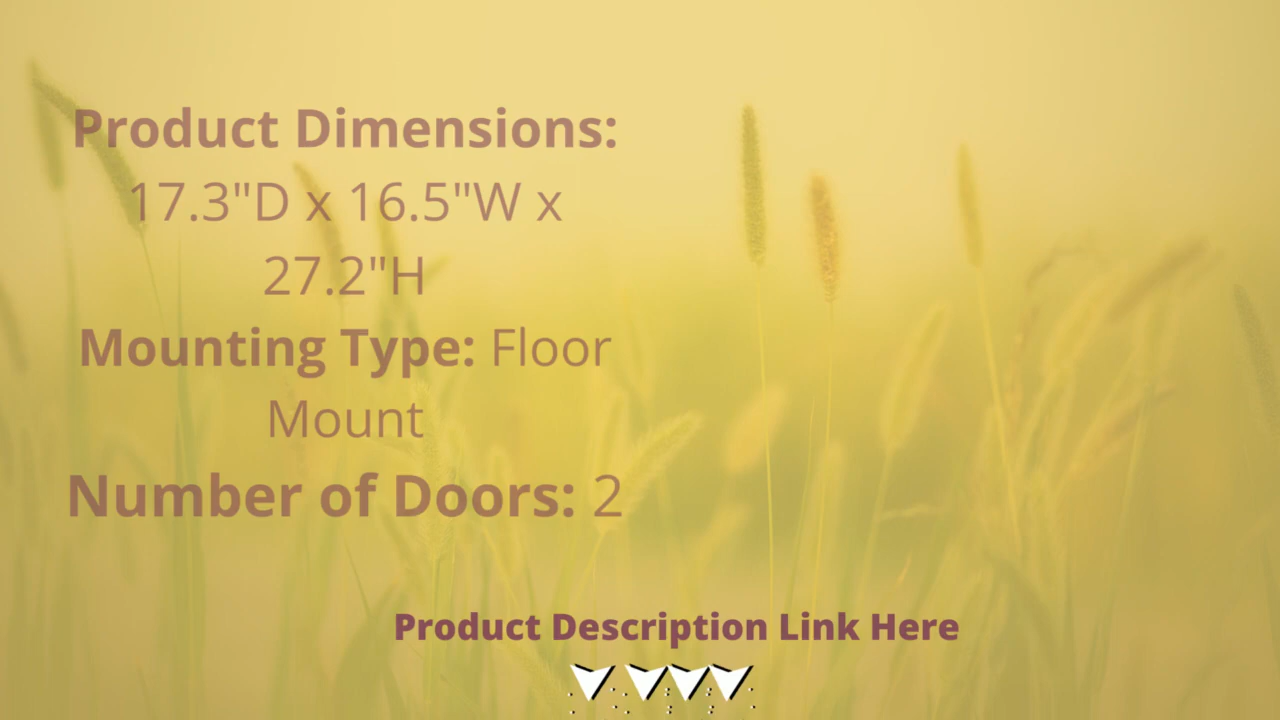 Product Dimensions:
17.3"D x 16.5"W x
27.2"H
Mounting Type: Floor
Mount
Number of Doors: 2
Product Description Link Here